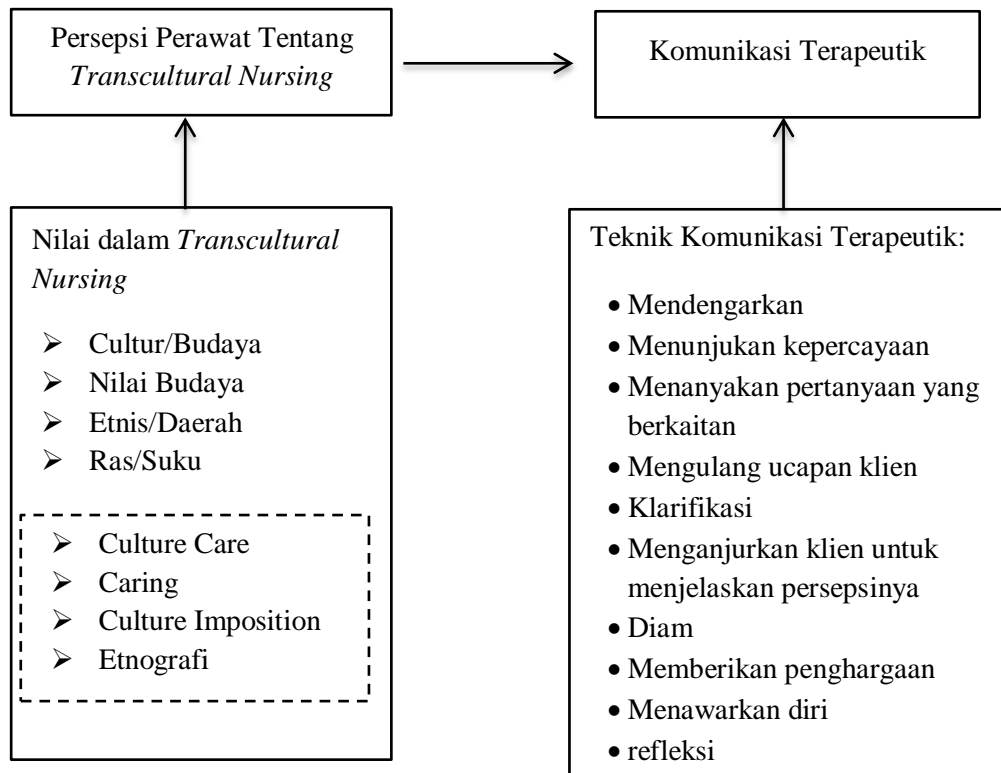 Persepsi Perawat Tentang
Transcultural Nursing
Komunikasi Terapeutik
Nilai dalam Transcultural
Nursing
➢ Cultur/Budaya
➢ Nilai Budaya
➢ Etnis/Daerah
➢ Ras/Suku
➢ Culture Care
➢ Caring
➢ Culture Imposition
➢ Etnografi
Teknik Komunikasi Terapeutik:
• Mendengarkan
• Menunjukan kepercayaan
• Menanyakan pertanyaan yang
berkaitan
• Mengulang ucapan klien
• Klarifikasi
• Menganjurkan klien untuk
menjelaskan persepsinya
• Diam
• Memberikan penghargaan
• Menawarkan diri
• refleksi